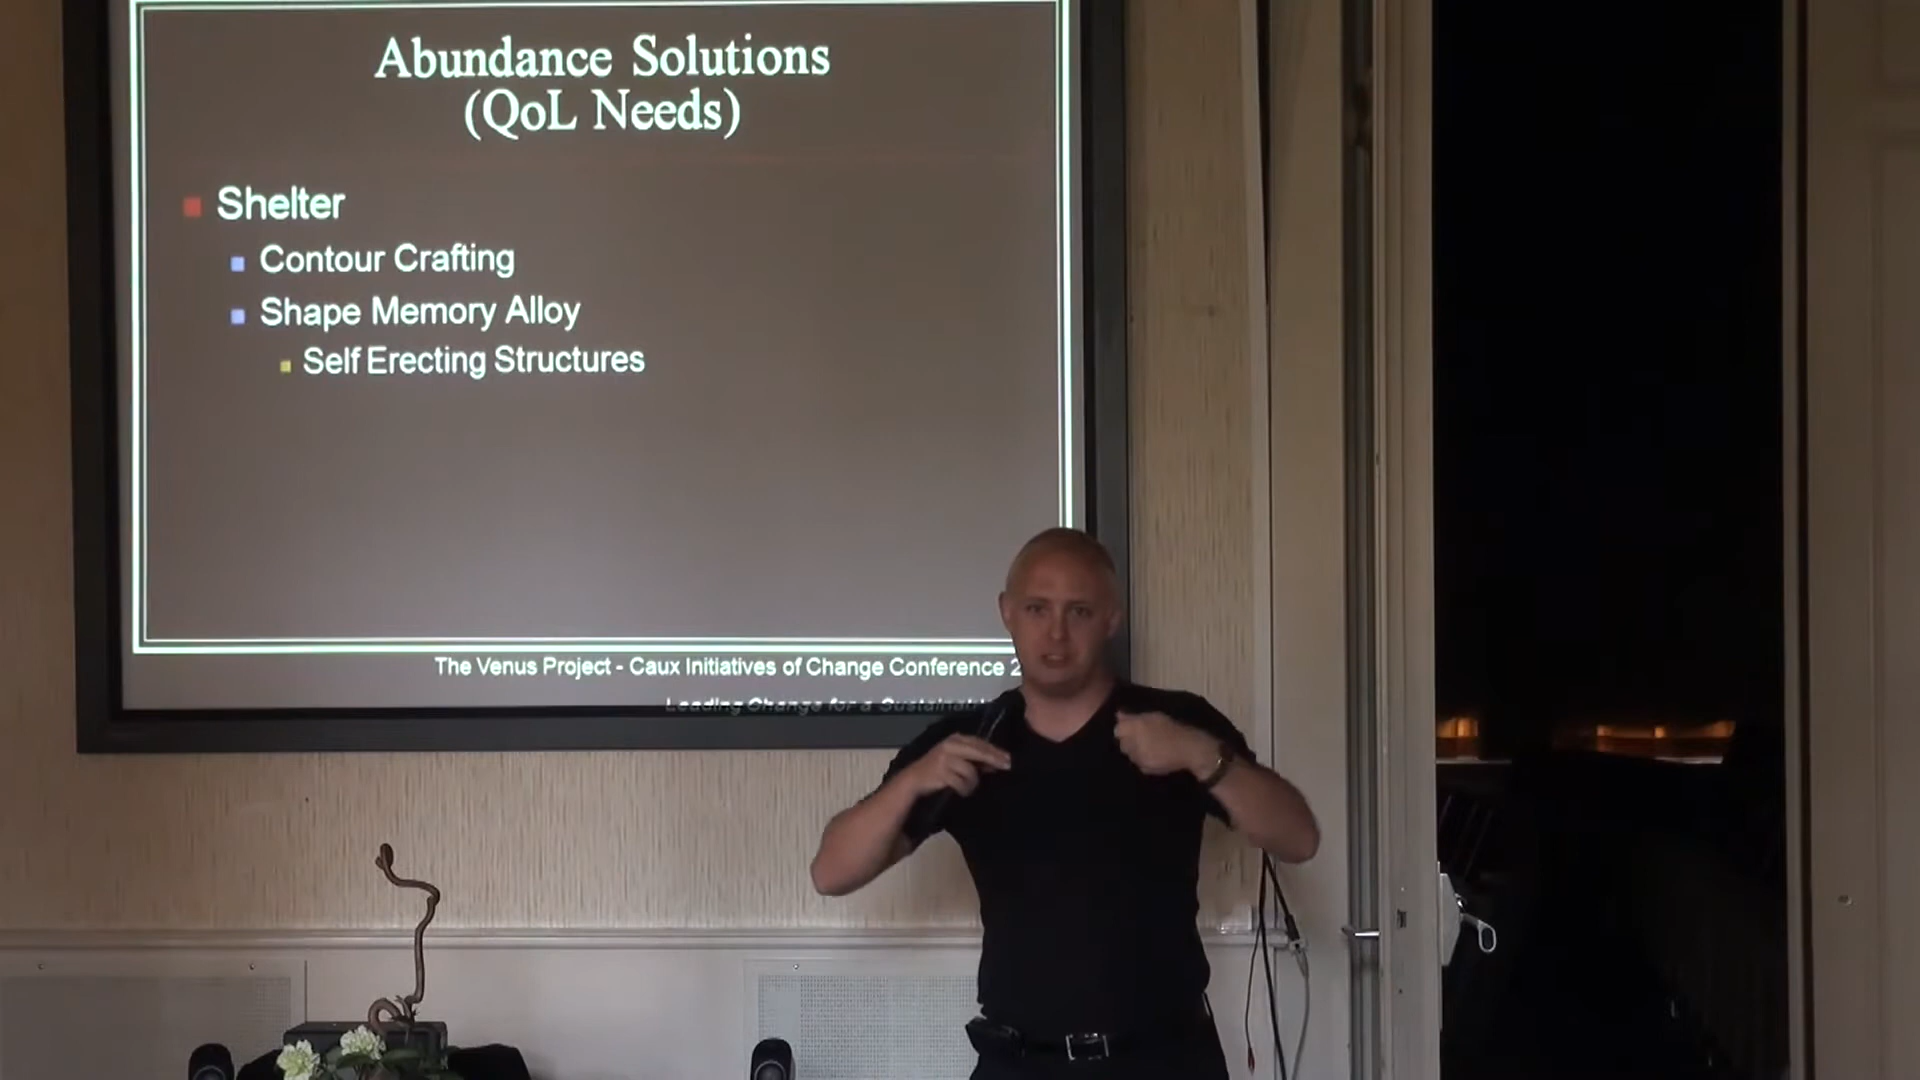 Abundance Solutions
(QoL Needs)
Shelter
Contour Crafting
Shape Memory Alloy
Self Erecting Structures
The Venus Project - Caux Initiatives of Change Conference 2
Leading Change for a